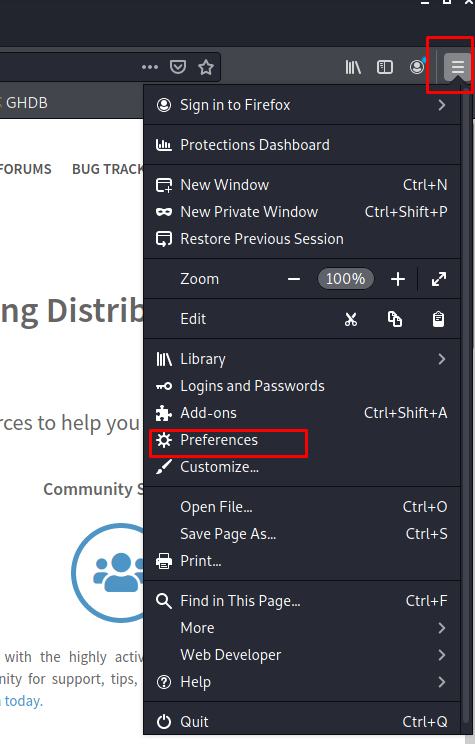 GHDB
Sign in to Firefox
FORUMS BUG TRACK
Protections Dashboard
New Window Ctrl+N
New Private Window Ctrl+Shift+P
Restore Previous Session
Zoom 100%
ng Distrib
Edit
Library
Logins and Passwords
Add-ons Ctrl+Shift+A
rces to help you
Preferences
Customize...
Community S
Open File... Ctrl+O
Save Page As... Ctrl+S
Print...
Find in This Page... Ctrl+F
More
with the highly activ
Web Developer
nity for support, tips,
Help
today.
Quit Ctrl+Q